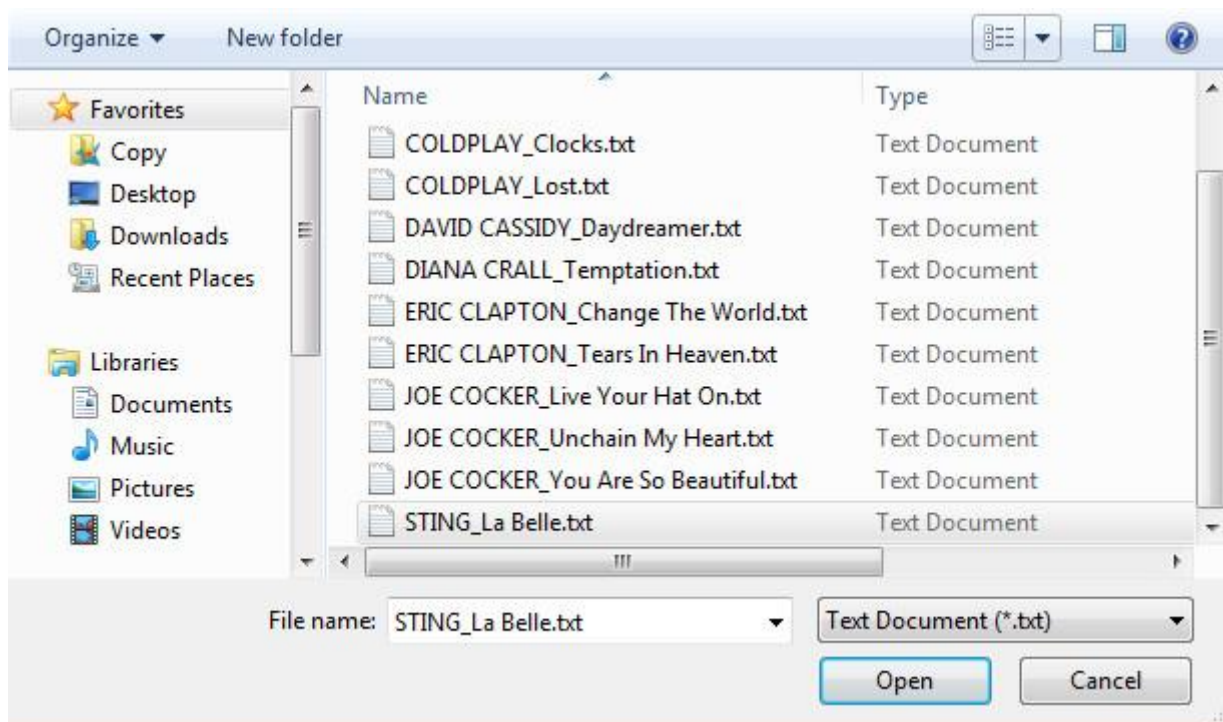 Organize New folder
Favorites
Copy
Desktop
Downloads
Recent Places
Libraries
Documents
Music
Pictures
Videos
Name Type
COLDPLAY_Clocks.txt Text Document
COLDPLAY_Lost.txt Text Document
DAVID CASSIDY_Daydreamer.txt Text Document
DIANA CRALL_Temptation.txt Text Document
ERIC CLAPTON_Change The World.txt Text Document
ERIC CLAPTON_Tears In Heaven.txt Text Document
JOE COCKER_Live Your Hat On.txt Text Document
JOE COCKER_Unchain My Heart.txt Text Document
JOE COCKER_You Are So Beautiful.txt Text Document
STING_La Belle.txt Text Document
File name: STING_La Belle.txt Text Document (*.txt)
Open Cancel